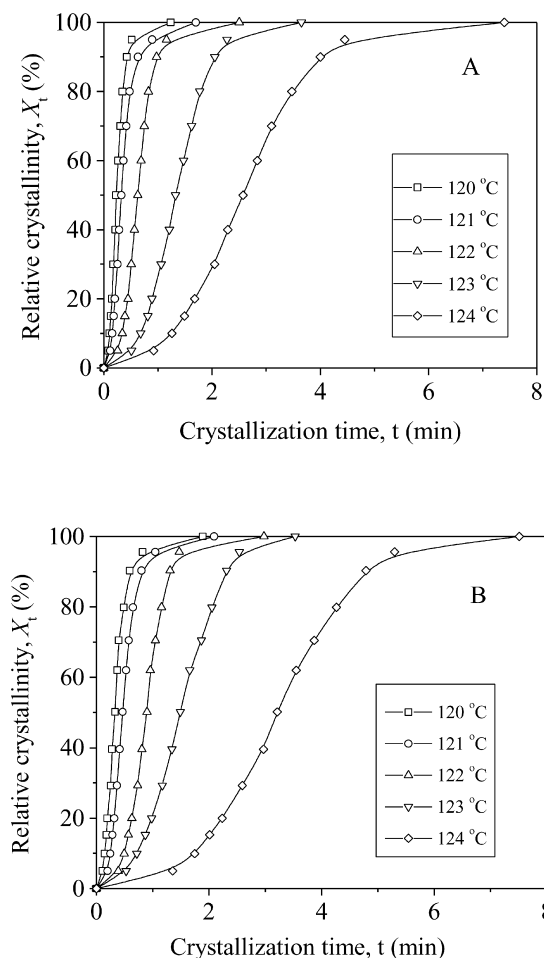 100
80
60
40
20
0
Relative crystallinity, Xt (%)
A
120 °C
121 °C
122 °C
123 °C
124 °C
0 2 4 6 8
Crystallization time, t (min)
100
80
60
40
20
0
Relative crystallinity, Xt (%)
B
120 °C
121 °C
122 °C
123 °C
124 °C
0 2 4 6 8
Crystallization time, t (min)